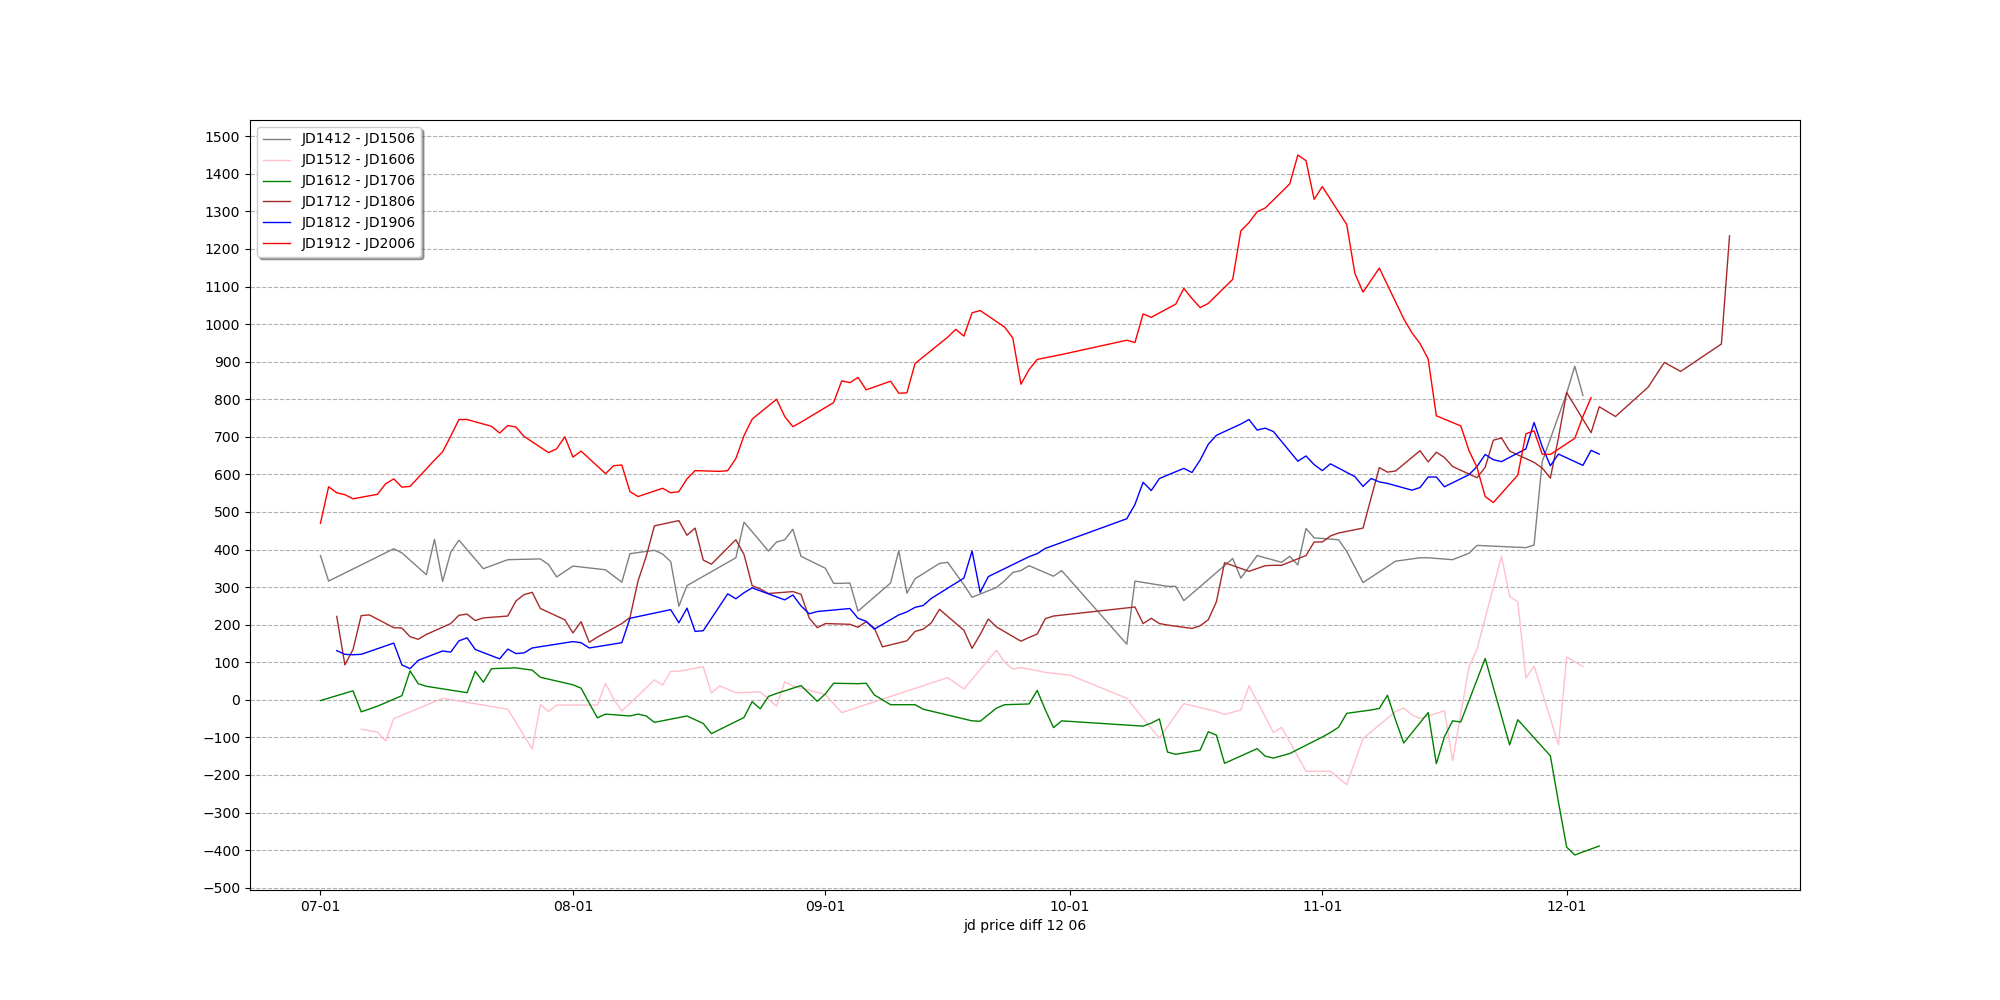 1500
1400
1300
1200
1100
1000
900
800
700
600
500
400
300
200
100
0
−100
−200
−300
−400
−500
JD1412 - JD1506
JD1512 - JD1606
JD1612 - JD1706
JD1712 - JD1806
JD1812 - JD1906
JD1912 - JD2006
07-01 08-01 09-01 10-01 11-01 12-01
jd price diff 12 06